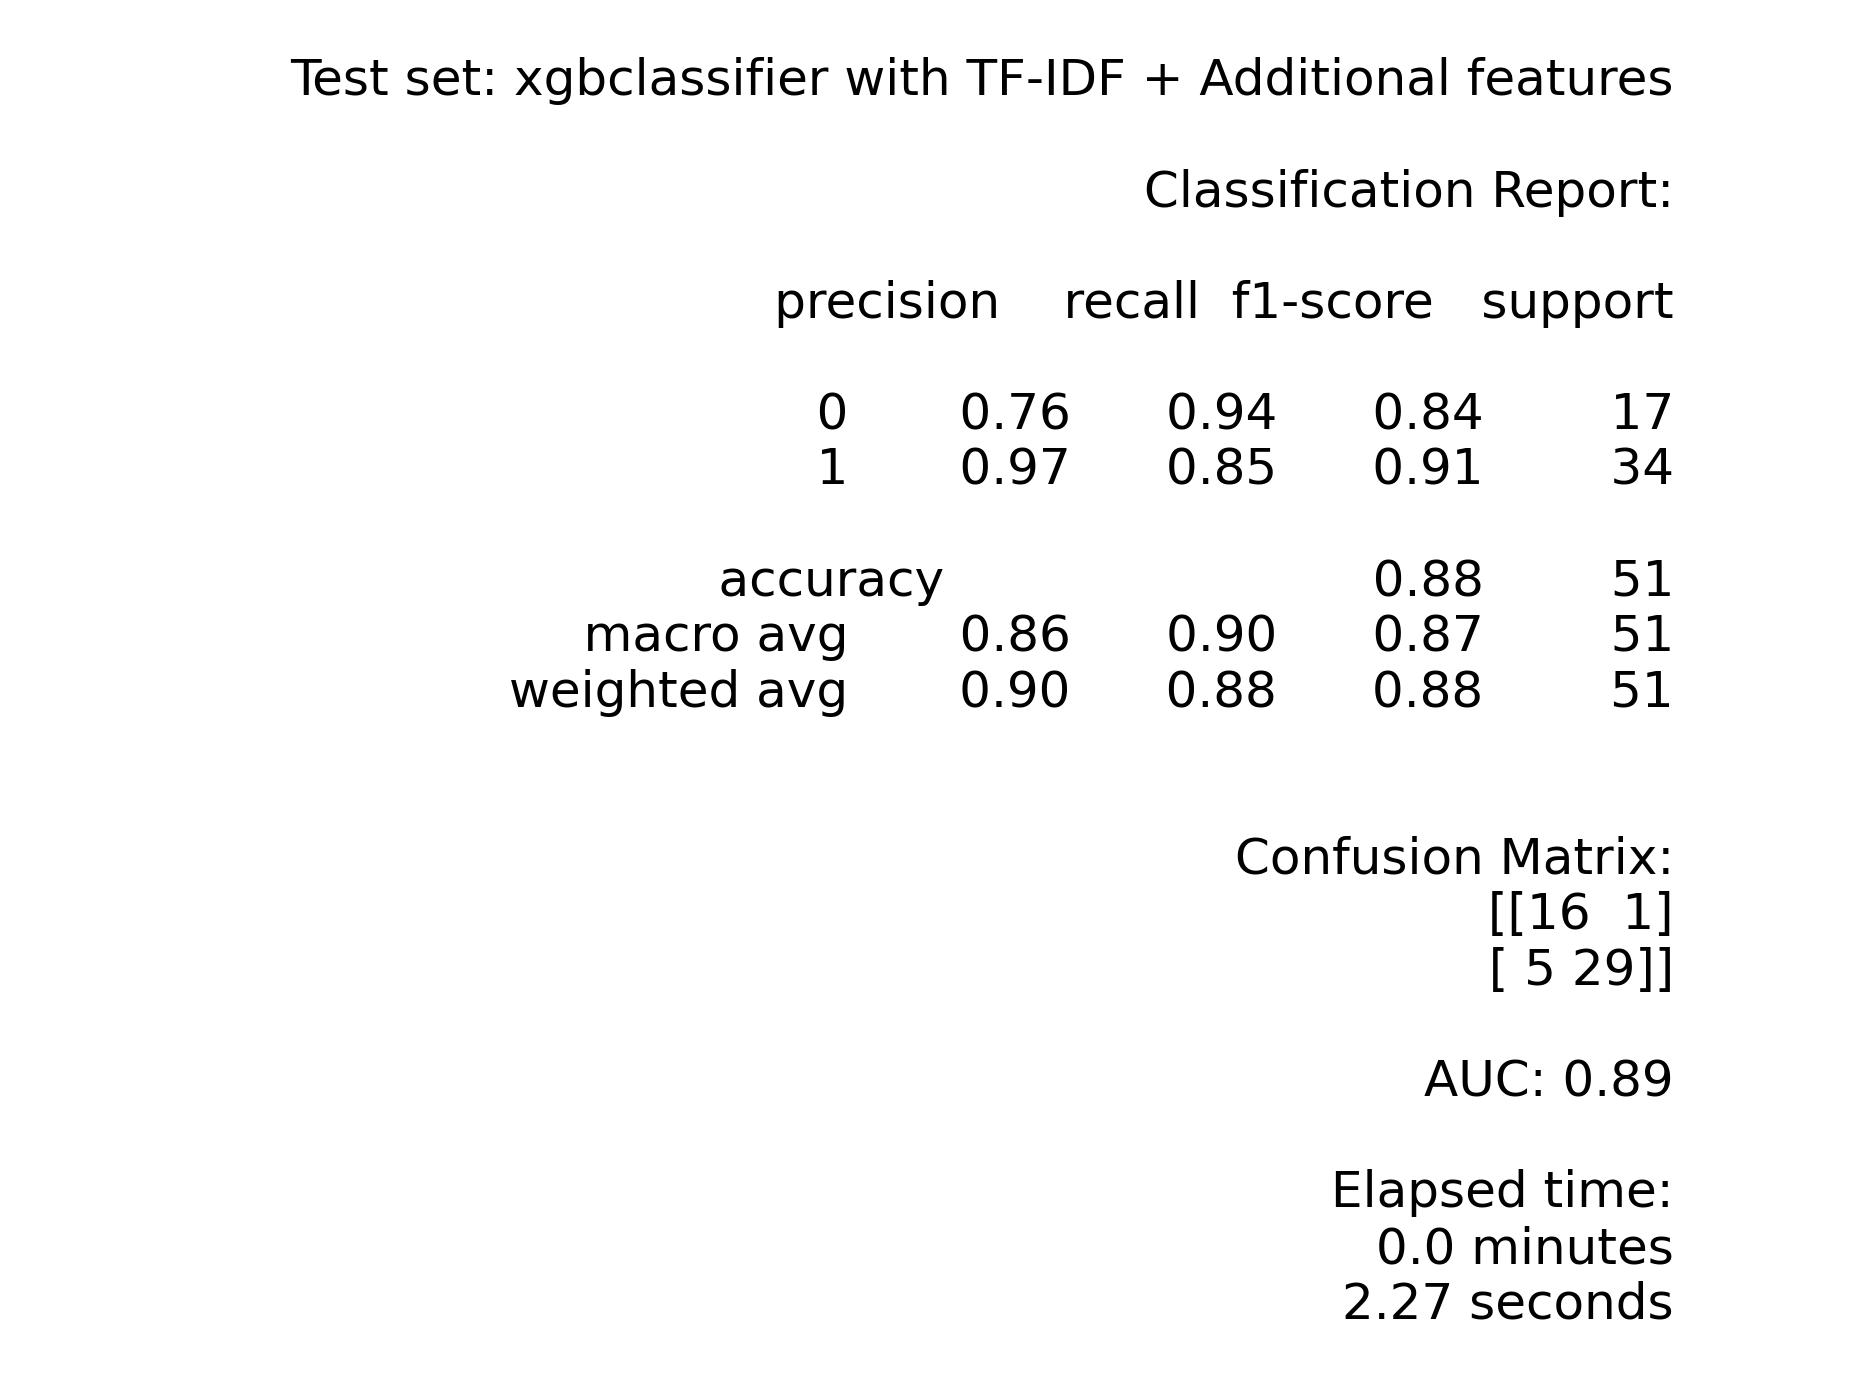 Test set: xgbclassifier with TF-IDF + Additional features
Classification Report:
precision recall f1-score support
0 0.76 0.94 0.84 17
1 0.97 0.85 0.91 34
accuracy 0.88 51
macro avg 0.86 0.90 0.87 51
weighted avg 0.90 0.88 0.88 51
Confusion Matrix:
[[16 1]
[ 5 29]]
AUC: 0.89
Elapsed time:
0.0 minutes
2.27 seconds